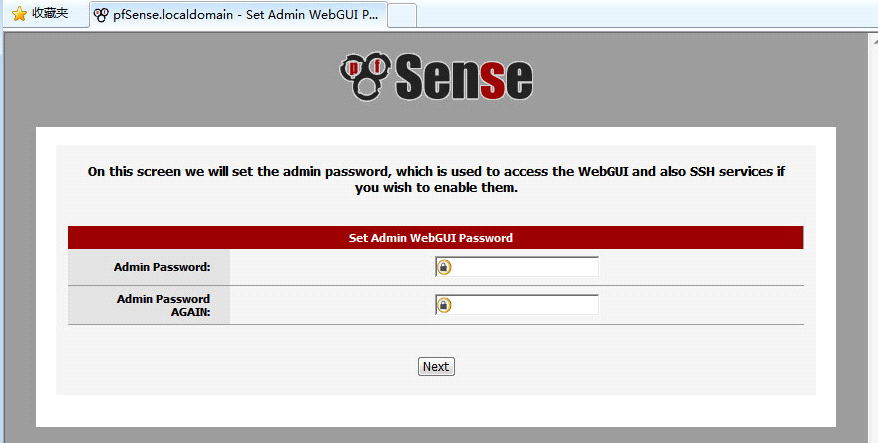 收藏夹
pfSense.localdomain - Set Admin WebGUI P...
pf Sense
On this screen we will set the admin password, which is used to access the WebGUI and also SSH services if
you wish to enable them.
Set Admin WebGUI Password
Admin Password:
Admin Password
AGAIN:
Next